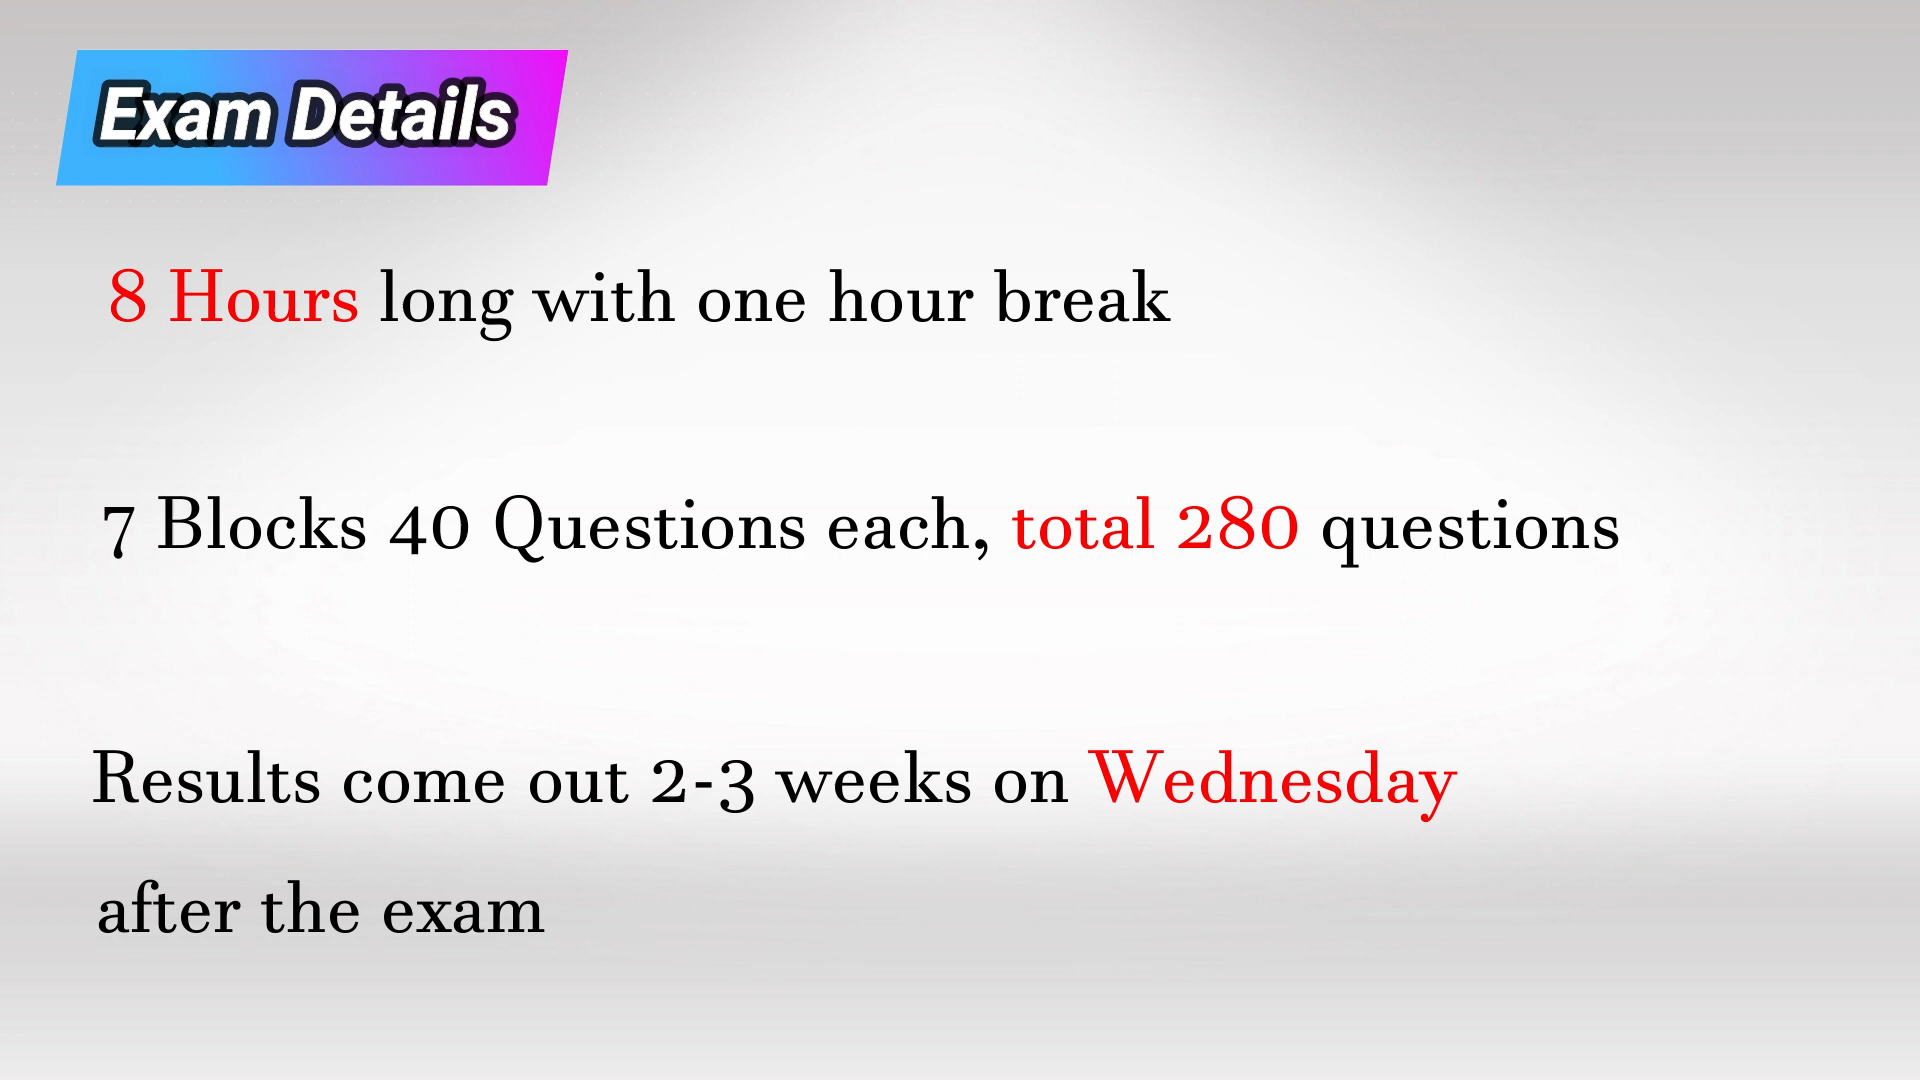 Exam Details
8 Hours long with one hour break
7 Blocks 40 Questions each, total 280 questions
Results come out 2-3 weeks on Wednesday
after the exam